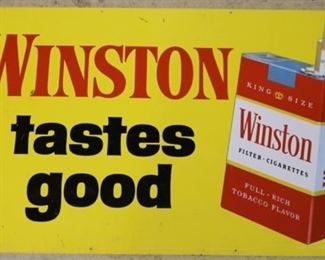 WINSTON
tastes
good
KING SIZE
Winston
FILTER - CIGARETTES
FULL - RICH
TOBACCO FLAVOR